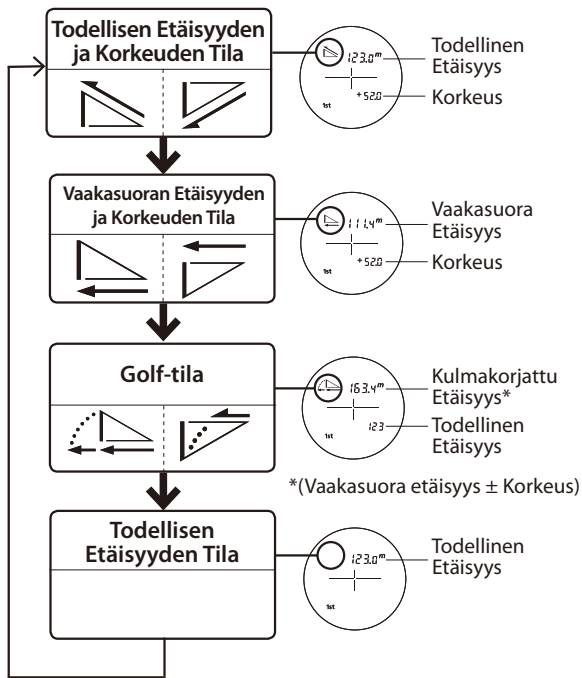 Todellisen Etäisyyden
ja Korkeuden Tila
123.0m
+52.0
1st
Todellinen
Etäisyys
Korkeus
Vaakasuoran Etäisyyden
ja Korkeuden Tila
111.4m
+52.0
1st
Vaakasuora
Etäisyys
Korkeus
Golf-tila
163.4m
123
1st
Kulmakorjattu
Etäisyys*
Todellinen
Etäisyys
*(Vaakasuora etäisyys ± Korkeus)
Todellisen
Etäisyyden Tila
123.0m
1st
Todellinen
Etäisyys